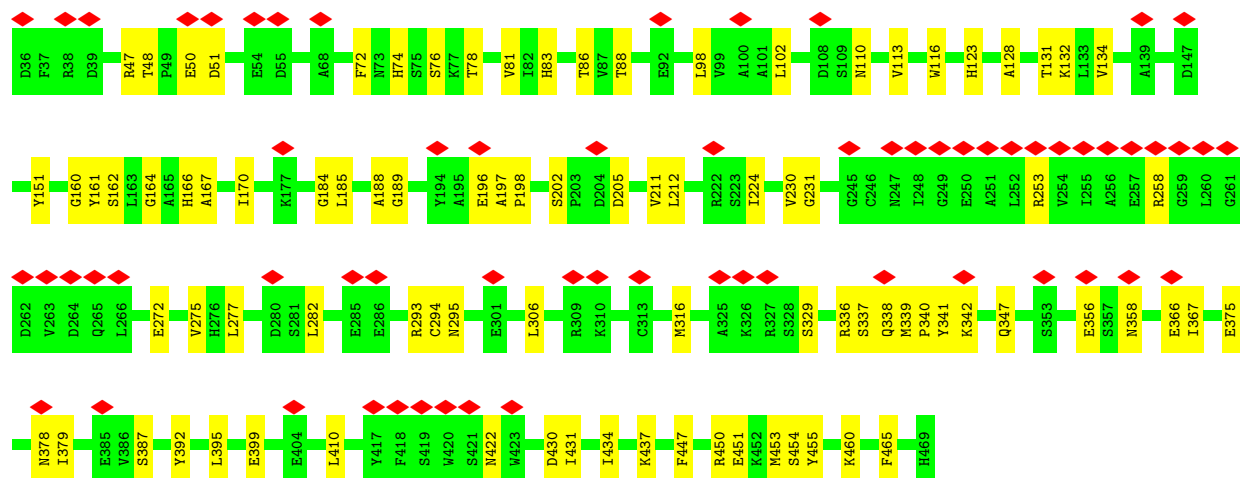 D36 F37 R38 D39 R47 T48 P49 E50 D51 E54 D55 A68 F72 N73 H74 S75 S76 K77 T78 V81 I82 H83 T86 V87 T88 E92 L98 V99 A100 A101 L102 D108 S109 N110 V113 W116 H123 A128 T131 K132 L133 V134 A139 D147
Y151 G160 Y161 S162 L163 G164 A165 H166 A167 I170 K177 G184 L185 A188 G189 Y194 A195 E196 A197 P198 S202 P203 D204 D205 V211 L212 R222 S223 I224 V230 G231 G245 C246 N247 I248 G249 E250 A251 L252 R253 V254 I255 A256 E257 R258 G259 L260 G261
D262 V263 D264 Q265 L266 E272 V275 H276 L277 D280 S281 L282 E285 E286 R293 C294 N295 E301 L306 R309 K310 C313 M316 A325 K326 R327 S328 S329 R336 S337 Q338 M339 P340 Y341 K342 Q347 S353 E356 S357 N358 E366 I367 E375
N378 I379 E385 V386 S387 Y392 L395 E399 E404 L410 Y417 F418 S419 W420 S421 N422 W423 D430 I431 I434 K437 F447 R450 E451 K452 M453 S454 Y455 K460 F465 H469